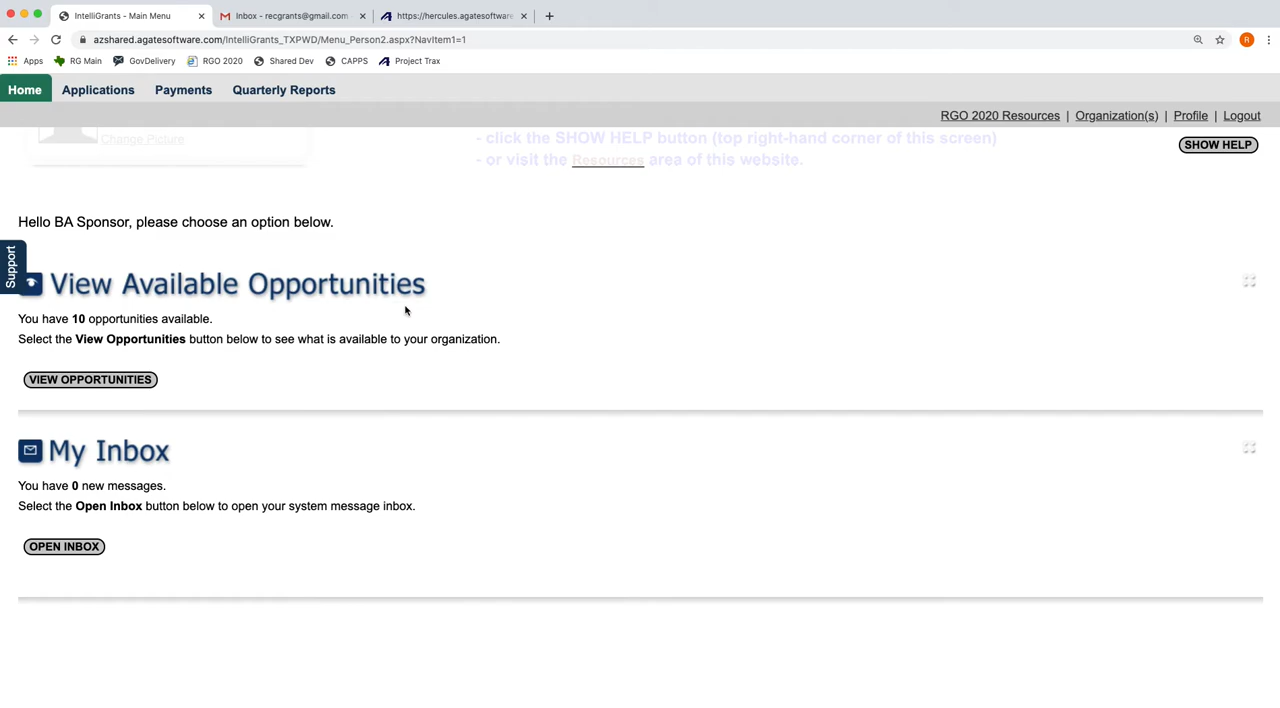 IntelliGrants - Main Menu
Inbox - recgrants@gmail.com
https://hercules.agatesoftware
azshared.agatesoftware.com/IntelliGrants_TXPWD/Menu_Person2.aspx?NavItem1=1
R
Apps RG Main GovDelivery RGO 2020 Shared Dev CAPPS Project Trax
Home Applications Payments Quarterly Reports
RGO 2020 Resources | Organization(s) | Profile | Logout
Change Picture
- click the SHOW HELP button (top right-hand corner of this screen)
- or visit the Resources area of this website.
SHOW HELP
Hello BA Sponsor, please choose an option below.
Support
View Available Opportunities
You have 10 opportunities available.
Select the View Opportunities button below to see what is available to your organization.
VIEW OPPORTUNITIES
My Inbox
You have 0 new messages.
Select the Open Inbox button below to open your system message inbox.
OPEN INBOX